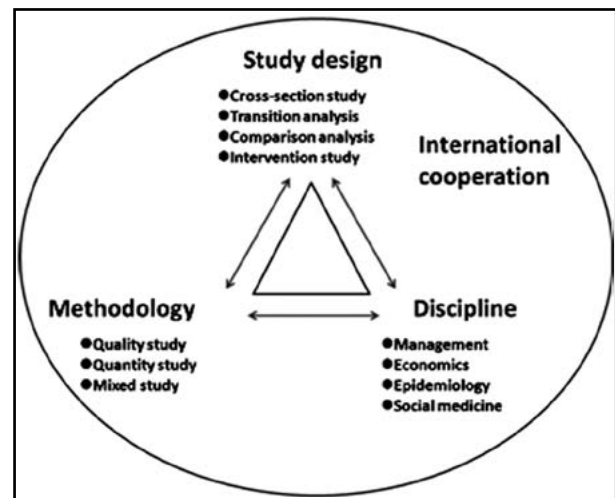 Study design
●Cross-section study
●Transition analysis
●Comparison analysis
●Intervention study
International
cooperation
Methodology
●Quality study
●Quantity study
●Mixed study
Discipline
●Management
●Economics
●Epidemiology
●Social medicine